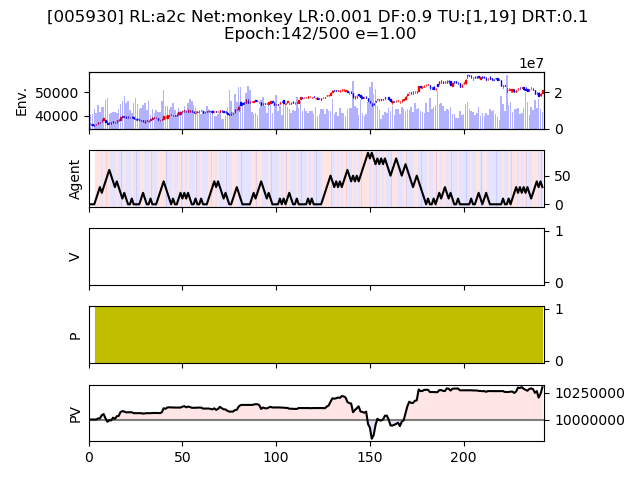 [005930] RL:a2c Net:monkey LR:0.001 DF:0.9 TU:[1,19] DRT:0.1
Epoch:142/500 e=1.00
1e7
Env.
50000
40000
2
0
Agent
50
0
V
1
0
P
1
0
PV
10250000
10000000
0 50 100 150 200